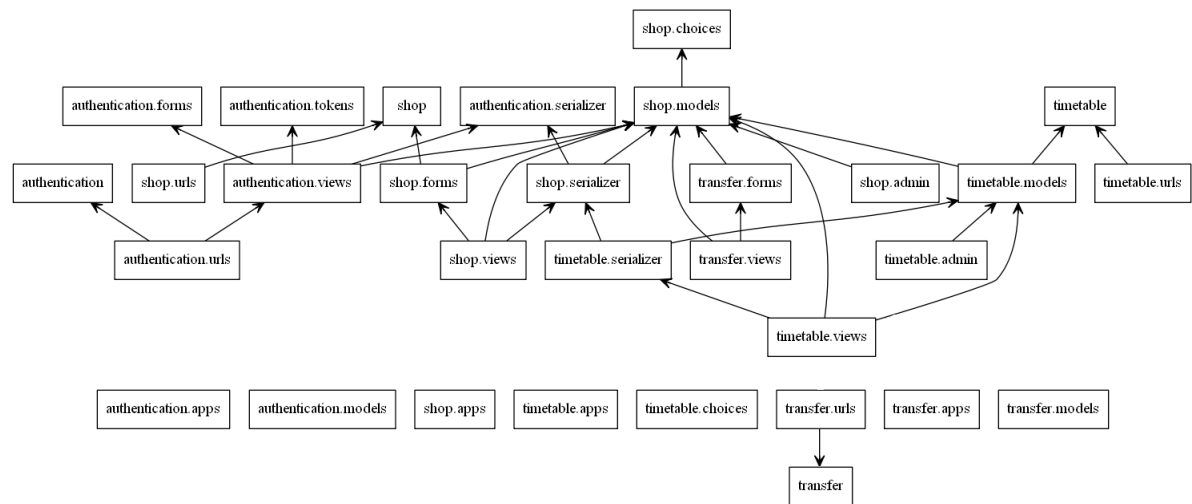 shop.choices
authentication.forms
authentication.tokens
shop
authentication.serializer
shop.models
timetable
authentication
shop.urls
authentication.views
shop.forms
shop.serializer
transfer.forms
shop.admin
timetable.models
timetable.urls
authentication.urls
shop.views
timetable.serializer
transfer.views
timetable.admin
timetable.views
authentication.apps
authentication.models
shop.apps
timetable.apps
timetable.choices
transfer.urls
transfer.apps
transfer.models
transfer